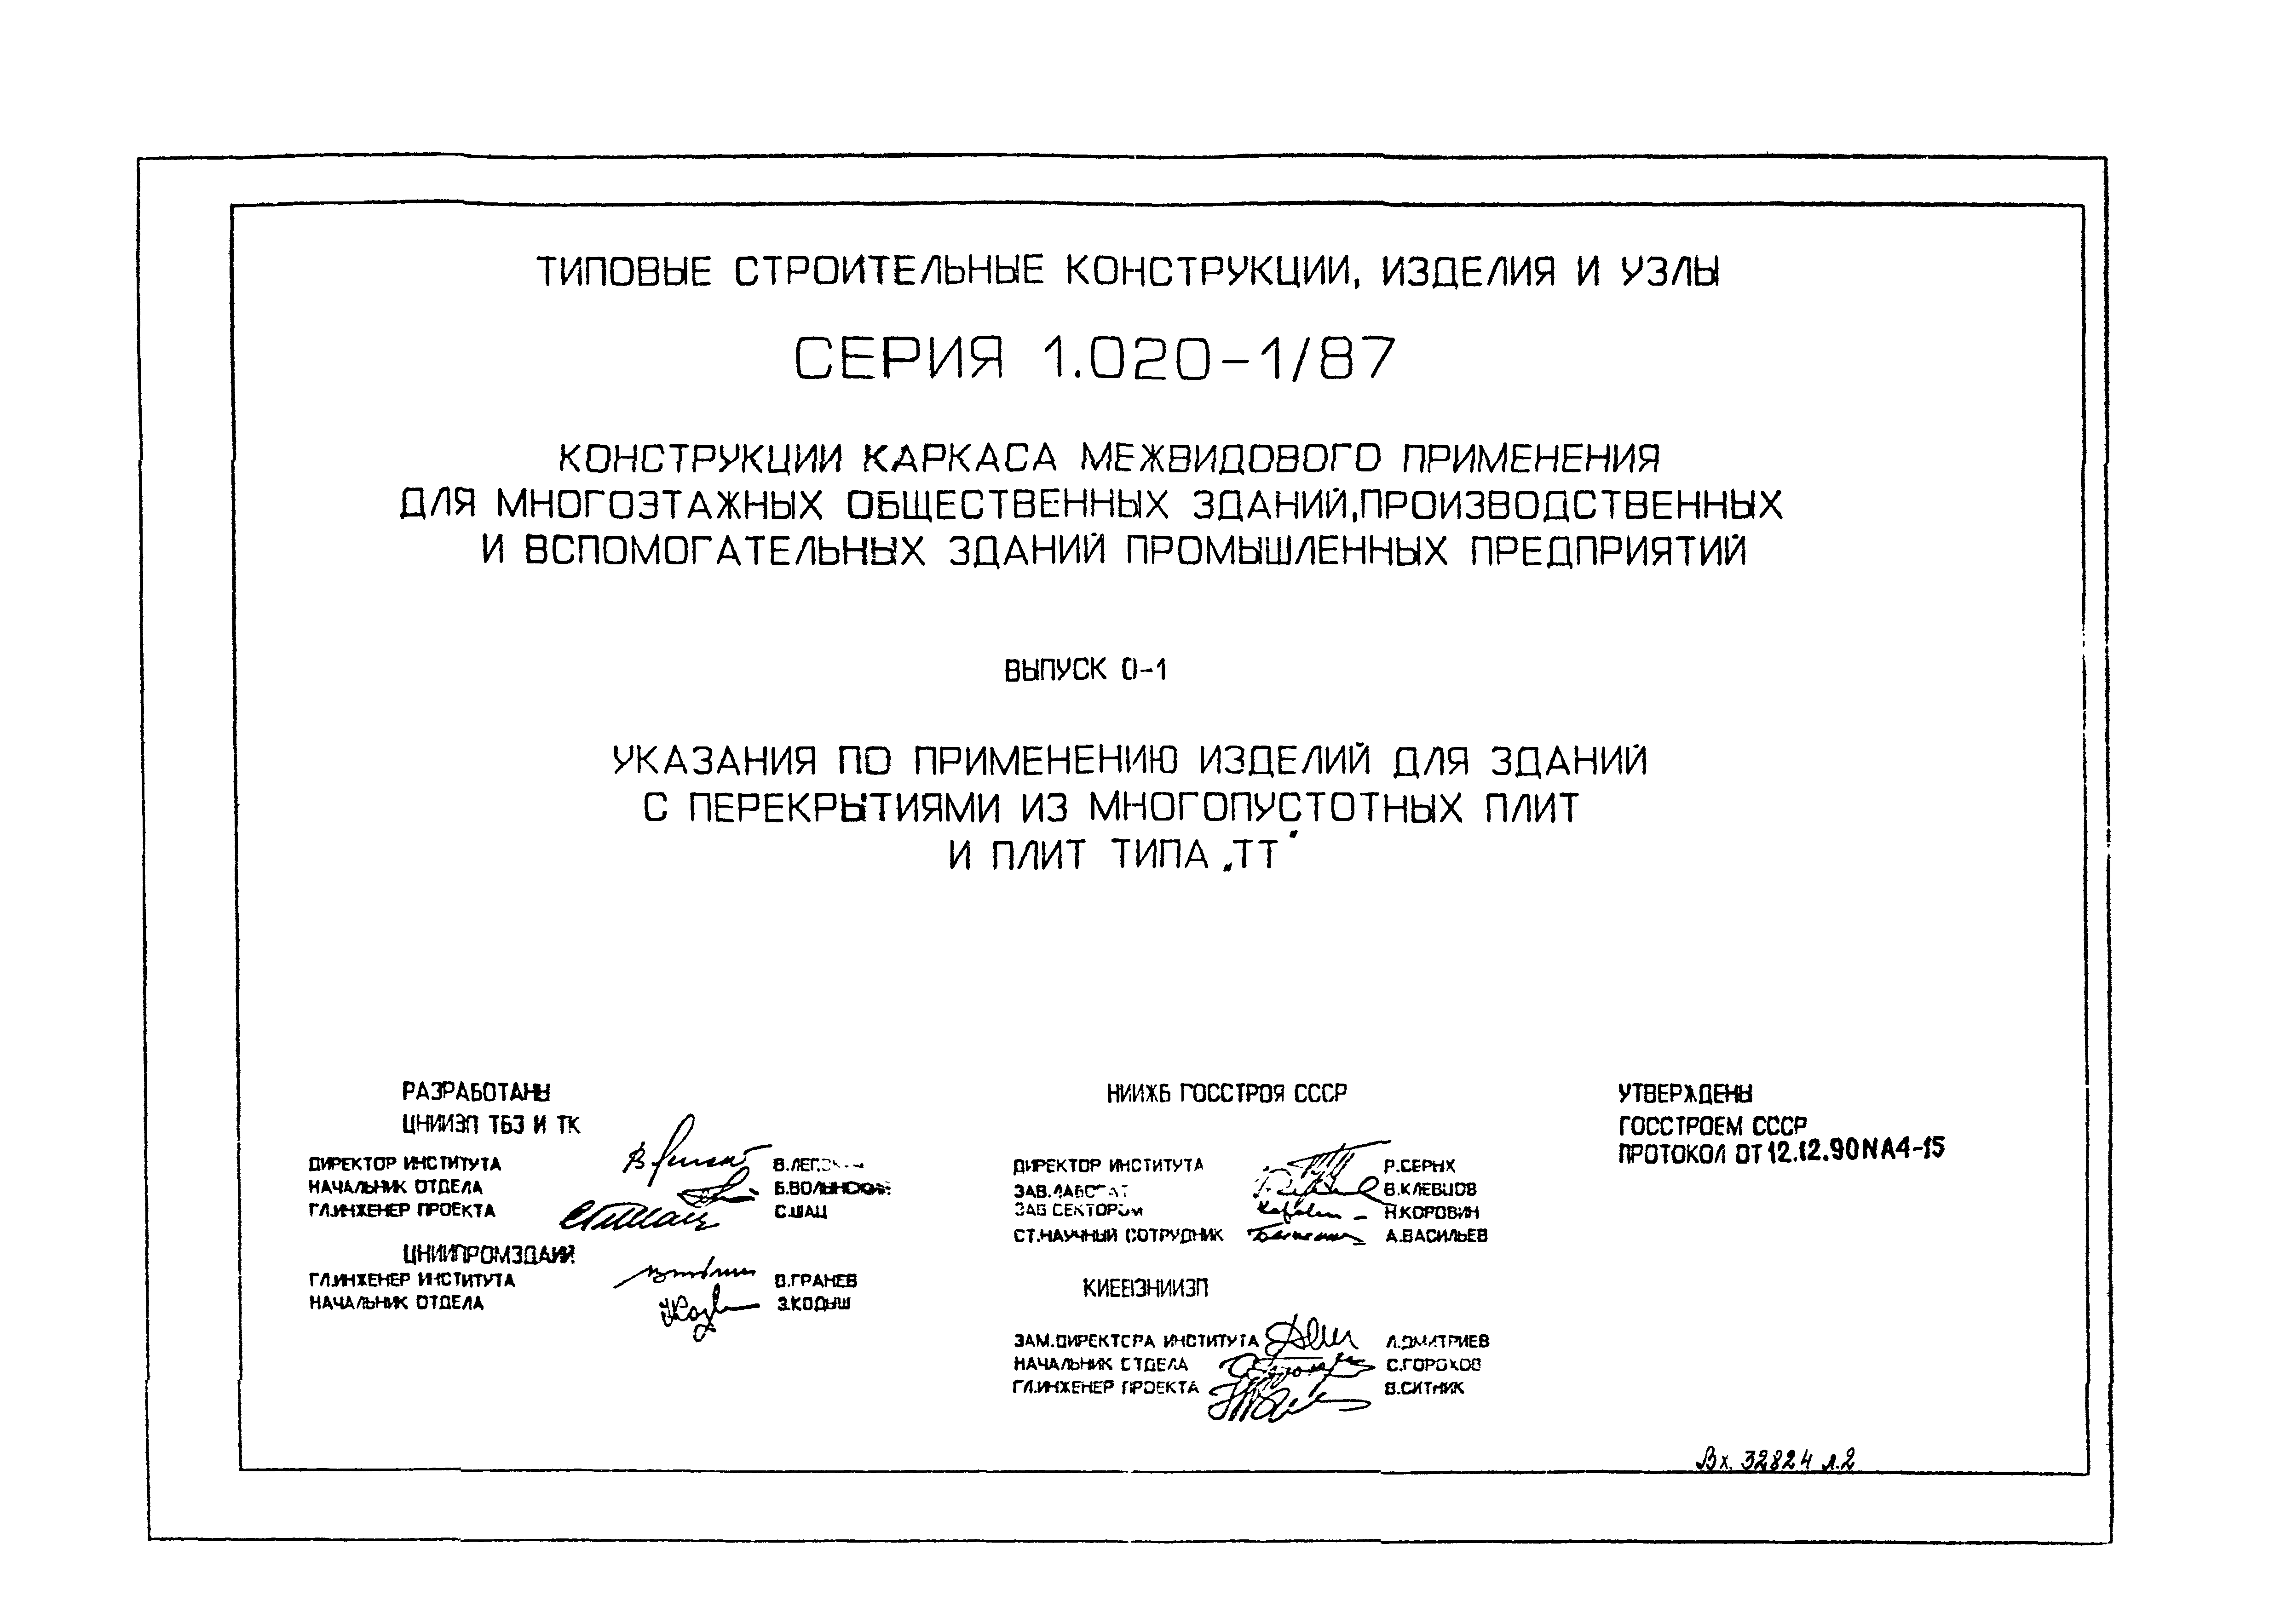 ТИПОВЫЕ СТРОИТЕЛЬНЫЕ КОНСТРУКЦИИ, ИЗДЕЛИЯ И УЗЛЫ
СЕРИЯ 1.020-1/87
КОНСТРУКЦИИ КАРКАСА МЕЖВИДОВОГО ПРИМЕНЕНИЯ
ДЛЯ МНОГОЭТАЖНЫХ ОБЩЕСТВЕННЫХ ЗДАНИЙ,ПРОИЗВОДСТВЕННЫХ
И ВСПОМОГАТЕЛЬНЫХ ЗДАНИЙ ПРОМЫШЛЕННЫХ ПРЕДПРИЯТИЙ
ВЫПУСК 0-1
УКАЗАНИЯ ПО ПРИМЕНЕНИЮ ИЗДЕЛИЙ ДЛЯ ЗДАНИЙ
С ПЕРЕКРЫТИЯМИ ИЗ МНОГОПУСТОТНЫХ ПЛИТ
И ПЛИТ ТИПА „ТТ"
РАЗРАБОТАНЫ
ЦНИИЭП ТБЗ И ТК
ДИРЕКТОР ИНСТИТУТА
НАЧАЛЬНИК ОТДЕЛА Б.ВОЛЫНСКИЙ
ГЛ.ИНЖЕНЕР ПРОЕКТА С.ШАЦ
ЦНИИПРОМЗДАНИЙ
ГЛ.ИНЖЕНЕР ИНСТИТУТА В.ГРАНЕВ
НАЧАЛЬНИК ОТДЕЛА Э.КОДЫШ
НИИЖБ ГОССТРОЯ СССР
ДИРЕКТОР ИНСТИТУТА Р.СЕРЫХ
ЗАВ.ЛАБОРАТ В.КЛЕВЦОВ
ЗАВ СЕКТОРОМ Н.КОРОВИН
СТ.НАУЧНЫЙ СОТРУДНИК А.ВАСИЛЬЕВ
КИЕВЗНИИЭП
ЗАМ.ДИРЕКТОРА ИНСТИТУТА Л.ДМИТРИЕВ
НАЧАЛЬНИК ОТДЕЛА С.ГОРОХОВ
ГЛ.ИНЖЕНЕР ПРОЕКТА В.СИТНИК
УТВЕРЖДЕНЫ
ГОССТРОЕМ СССР
ПРОТОКОЛ ОТ 12.12.90 N А4-15
Вх. 32824 л.2